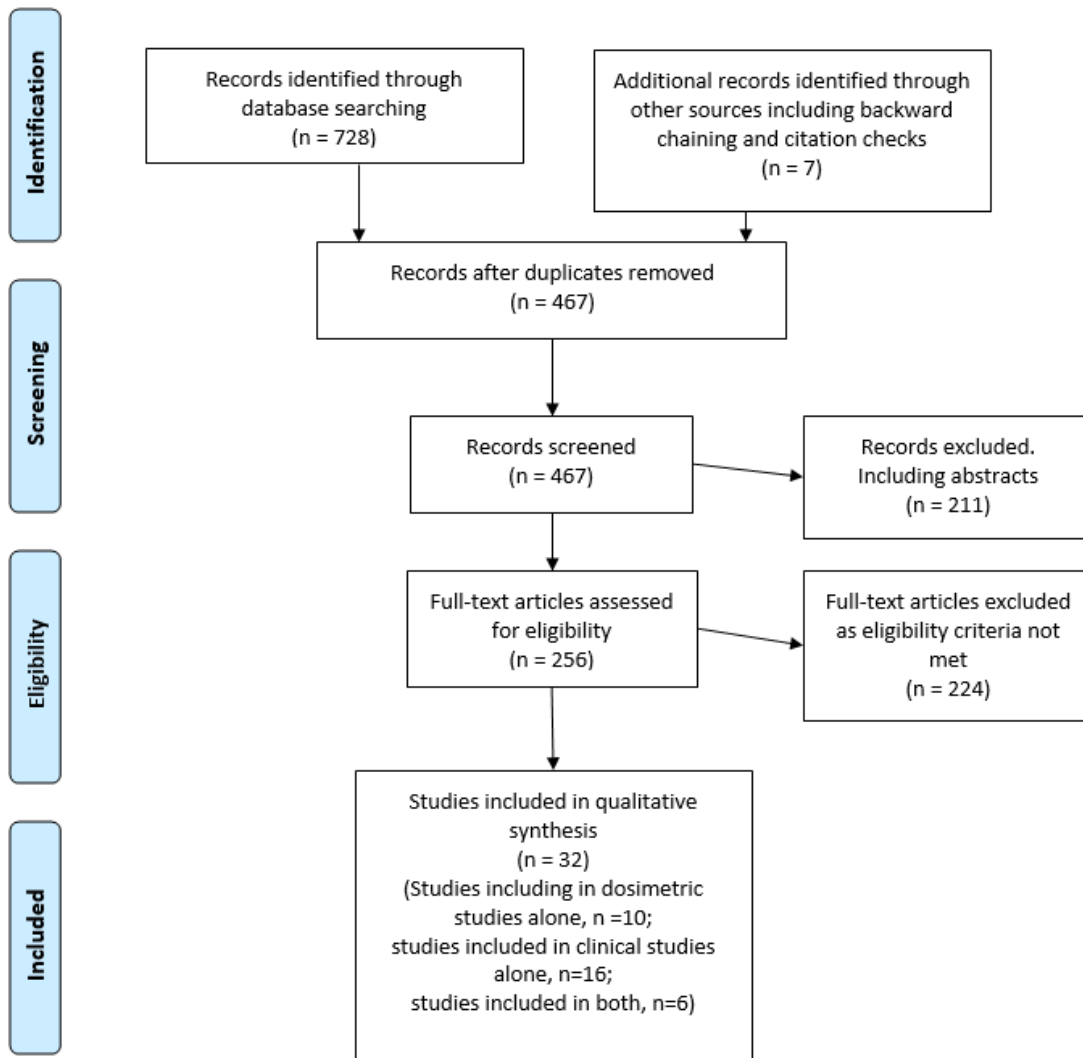 Identification
Records identified through
database searching
(n = 728)
Additional records identified through
other sources including backward
chaining and citation checks
(n = 7)
Records after duplicates removed
(n = 467)
Screening
Records screened
(n = 467)
Records excluded.
Including abstracts
(n = 211)
Eligibility
Full-text articles assessed
for eligibility
(n = 256)
Full-text articles excluded
as eligibility criteria not
met
(n = 224)
Included
Studies included in qualitative
synthesis
(n = 32)
(Studies including in dosimetric
studies alone, n =10;
studies included in clinical studies
alone, n=16;
studies included in both, n=6)